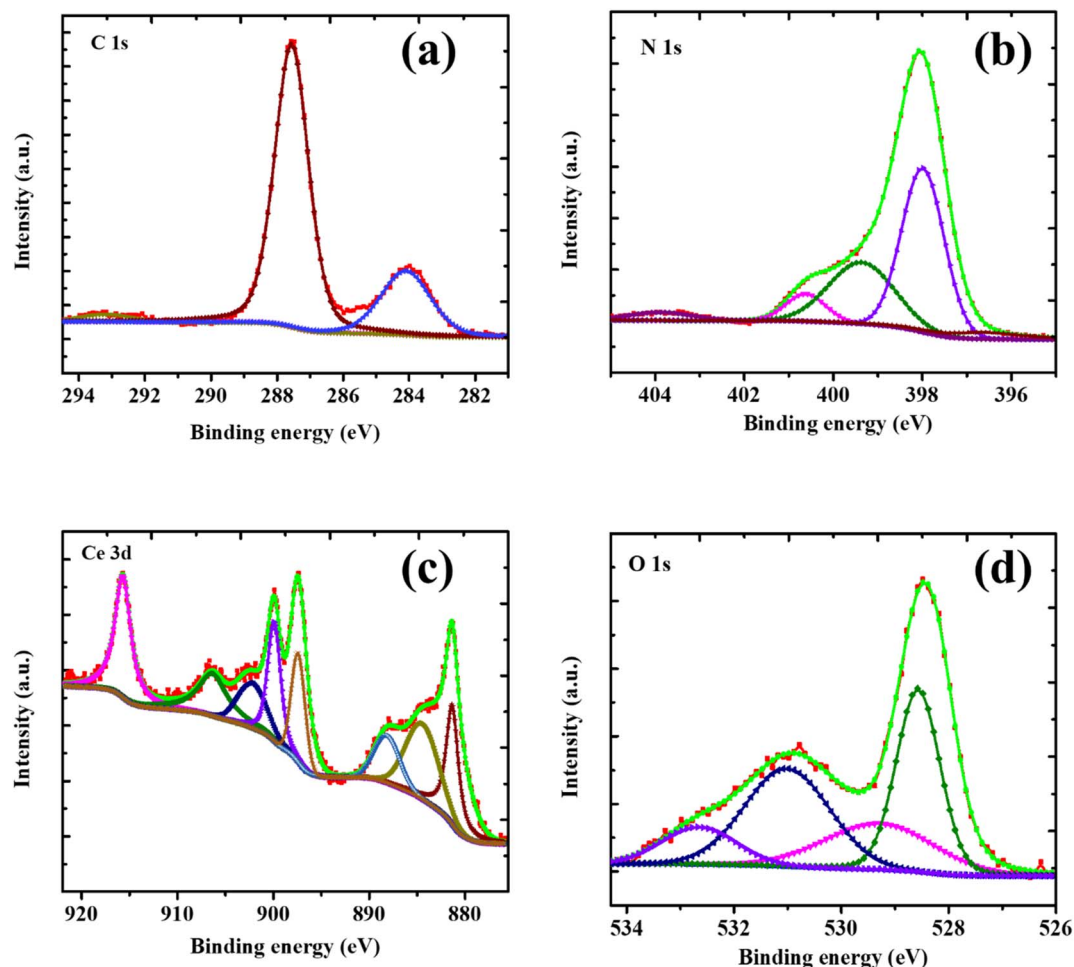 C 1s
(a)
Intensity (a.u.)
294 292 290 288 286 284 282
Binding energy (eV)
N 1s
(b)
Intensity (a.u.)
404 402 400 398 396
Binding energy (eV)
Ce 3d
(c)
Intensity (a.u.)
920 910 900 890 880
Binding energy (eV)
O 1s
(d)
Intensity (a.u.)
534 532 530 528 526
Binding energy (eV)